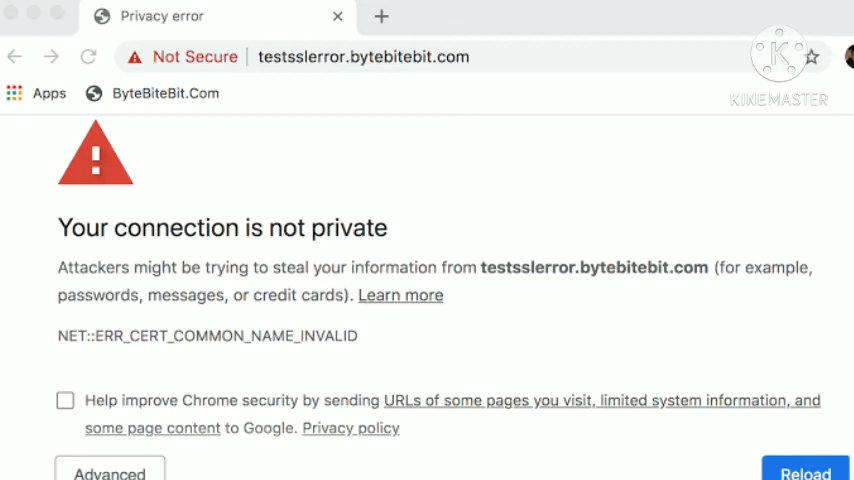 Privacy error
Not Secure testsslerror.bytebitebit.com
KINEMASTER
Apps ByteBiteBit.Com
Your connection is not private
Attackers might be trying to steal your information from testsslerror.bytebitebit.com (for example,
passwords, messages, or credit cards). Learn more
NET::ERR_CERT_COMMON_NAME_INVALID
Help improve Chrome security by sending URLs of some pages you visit, limited system information, and
some page content to Google. Privacy policy
Advanced Reload